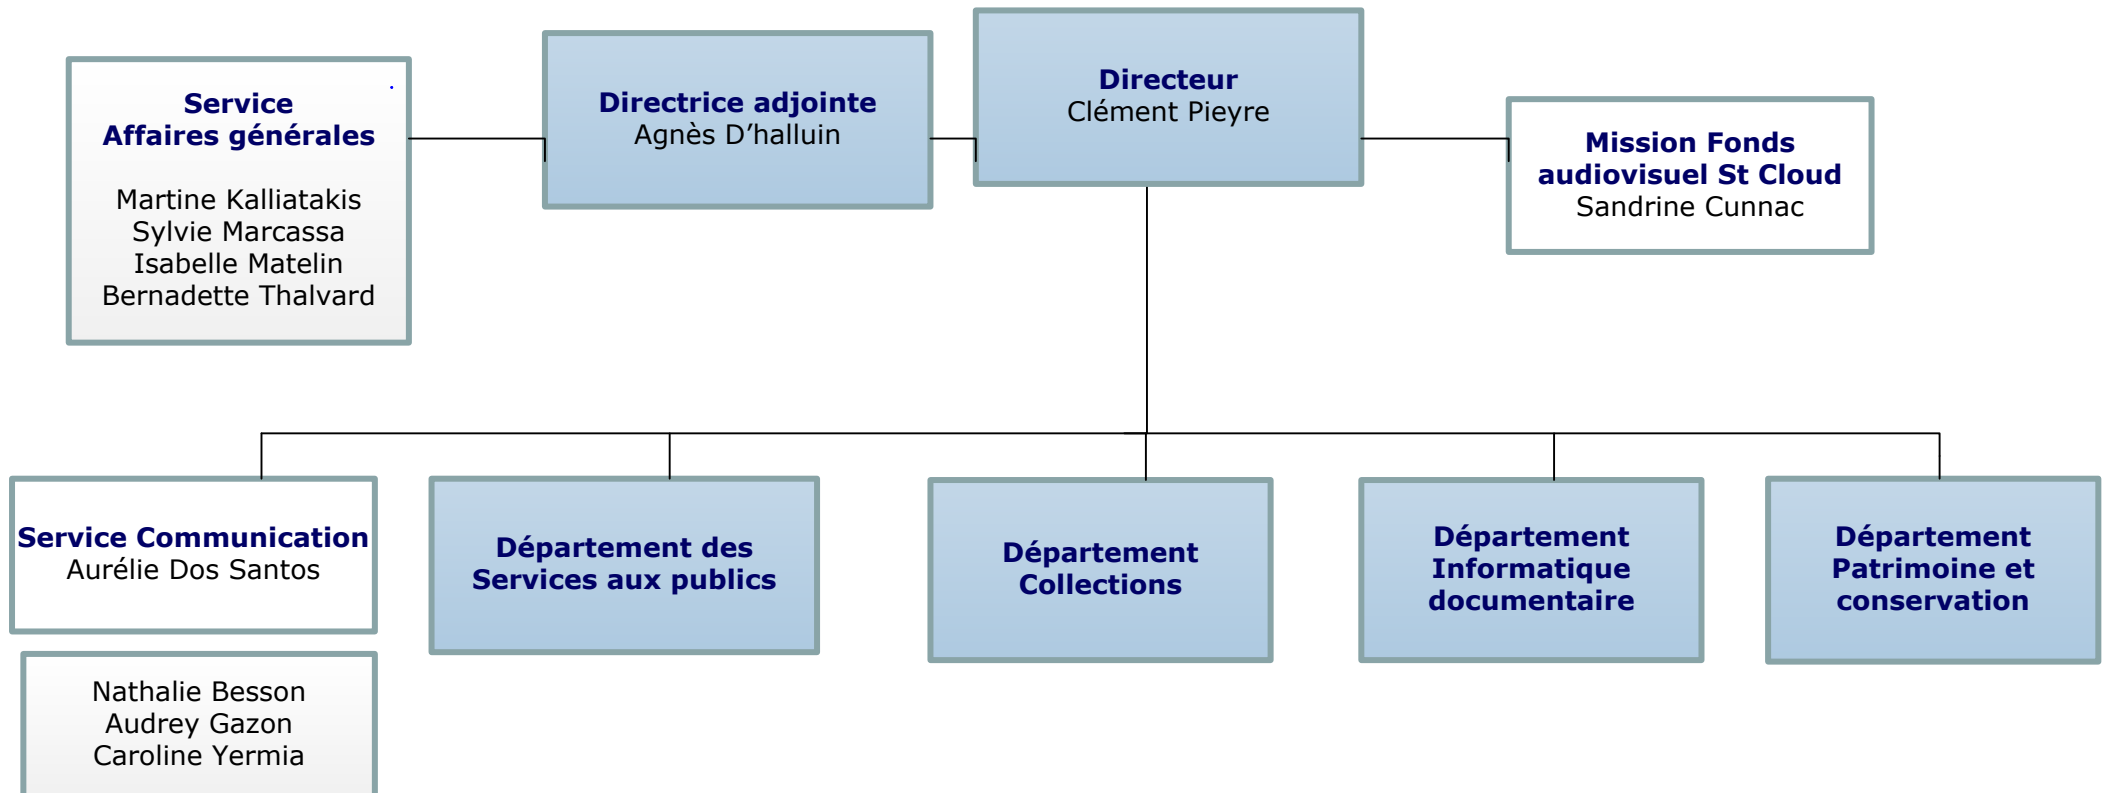 Service
Affaires générales
Martine Kalliatakis
Sylvie Marcassa
Isabelle Matelin
Bernadette Thalvard
Directrice adjointe
Agnès D’halluin
Directeur
Clément Pieyre
Mission Fonds
audiovisuel St Cloud
Sandrine Cunnac
Service Communication
Aurélie Dos Santos
Nathalie Besson
Audrey Gazon
Caroline Yermia
Département des
Services aux publics
Département
Collections
Département
Informatique
documentaire
Département
Patrimoine et
conservation